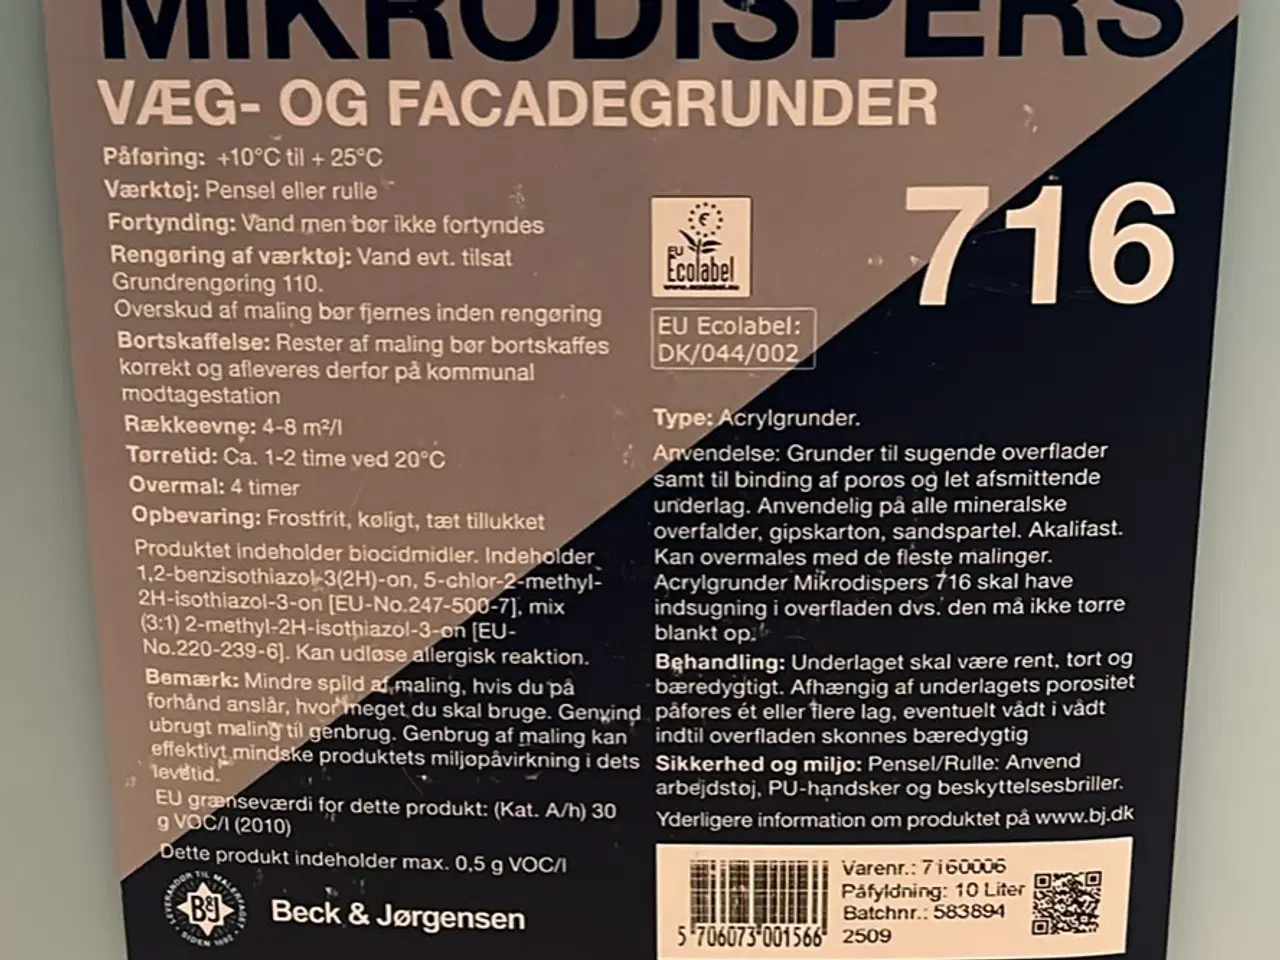 MIKRODISPERS
VÆG- OG FACADEGRUNDER
716
Påføring: +10°C til + 25°C
Værktøj: Pensel eller rulle
Fortynding: Vand men bør ikke fortyndes
Rengøring af værktøj: Vand evt. tilsat
Grundrengøring 110.
Overskud af maling bør fjernes inden rengøring
Bortskaffelse: Rester af maling bør bortskaffes
korrekt og afleveres derfor på kommunal
modtagestation
Rækkeevne: 4-8 m²/l
Tørretid: Ca. 1-2 time ved 20°C
Overmal: 4 timer
Opbevaring: Frostfrit, køligt, tæt tillukket
Produktet indeholder biocidmidler. Indeholder
1,2-benzisothiazol-3(2H)-on, 5-chlor-2-methyl-
2H-isothiazol-3-on [EU-No.247-500-7], mix
(3:1) 2-methyl-2H-isothiazol-3-on [EU-
No.220-239-6]. Kan udløse allergisk reaktion.
Bemærk: Mindre spild af maling, hvis du på
forhånd anslår, hvor meget du skal bruge. Genvind
ubrugt maling til genbrug. Genbrug af maling kan
effektivt mindske produktets miljøpåvirkning i dets
levetid.
EU grænseværdi for dette produkt: (Kat. A/h) 30
g VOC/l (2010)
Dette produkt indeholder max. 0,5 g VOC/l
LEVERANDØR TIL MALERFAGET
B&J
SIDEN 1892
Beck & Jørgensen
EU
Ecolabel
www.ecolabel.eu
EU Ecolabel:
DK/044/002
Type: Acrylgrunder.
Anvendelse: Grunder til sugende overflader
samt til binding af porøs og let afsmittende
underlag. Anvendelig på alle mineralske
overfalder, gipskarton, sandspartel. Akalifast.
Kan overmales med de fleste malinger.
Acrylgrunder Mikrodispers 716 skal have
indsugning i overfladen dvs. den må ikke tørre
blankt op.
Behandling: Underlaget skal være rent, tørt og
bæredygtigt. Afhængig af underlagets porøsitet
påføres ét eller flere lag, eventuelt vådt i vådt
indtil overfladen skønnes bæredygtig
Sikkerhed og miljø: Pensel/Rulle: Anvend
arbejdstøj, PU-handsker og beskyttelsesbriller.
Yderligere information om produktet på www.bj.dk
5 706073 001566
Varenr.: 7160006
Påfyldning: 10 Liter
Batchnr.: 583894
2509